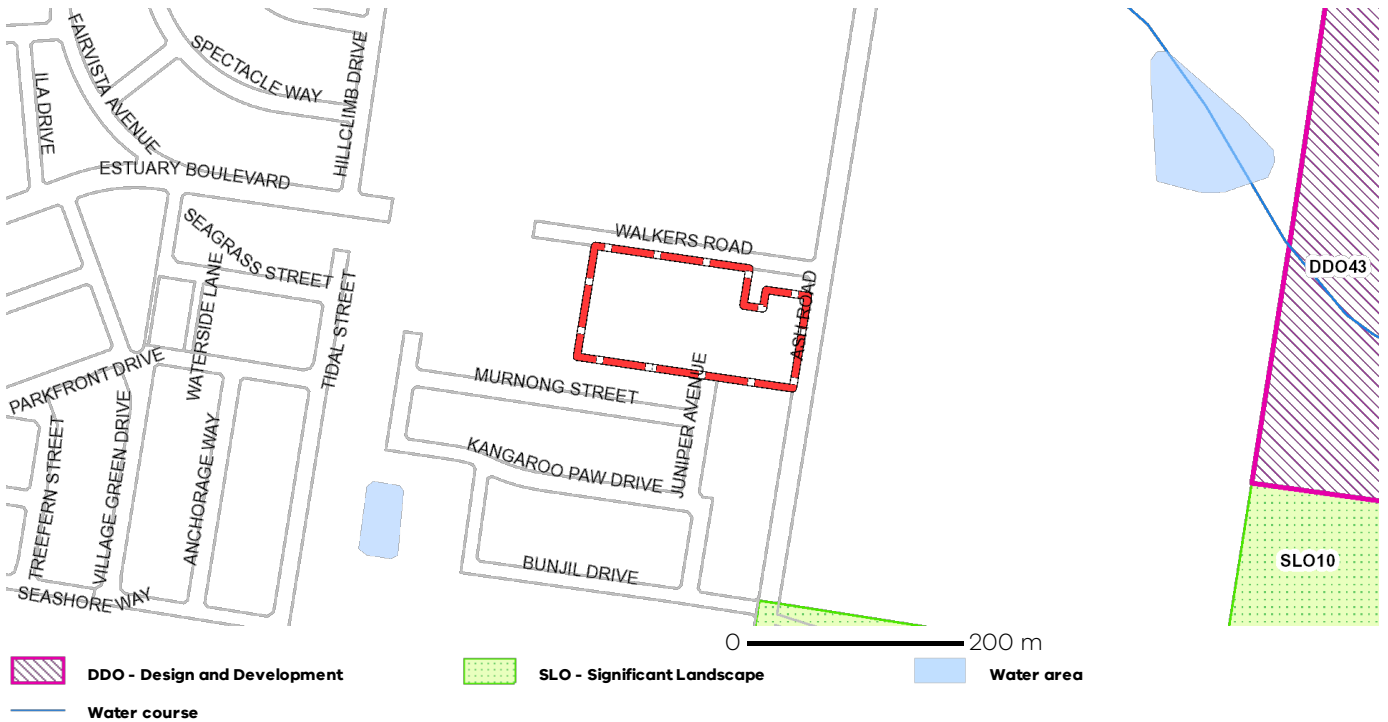 FAIRVISTA AVENUE
SPECTACLE WAY
HILLCLIMB DRIVE
ILA DRIVE
ESTUARY BOULEVARD
SEAGRASS STREET
WALKERS ROAD
WATERSIDE LANE
TIDAL STREET
ASH ROAD
DDO43
PARKFRONT DRIVE
MURNONG STREET
JUNIPER AVENUE
TREEFERN STREET
VILLAGE GREEN DRIVE
ANCHORAGE WAY
KANGAROO PAW DRIVE
BUNJIL DRIVE
SLO10
SEASHORE WAY
0 200 m
DDO - Design and Development
SLO - Significant Landscape
Water area
Water course